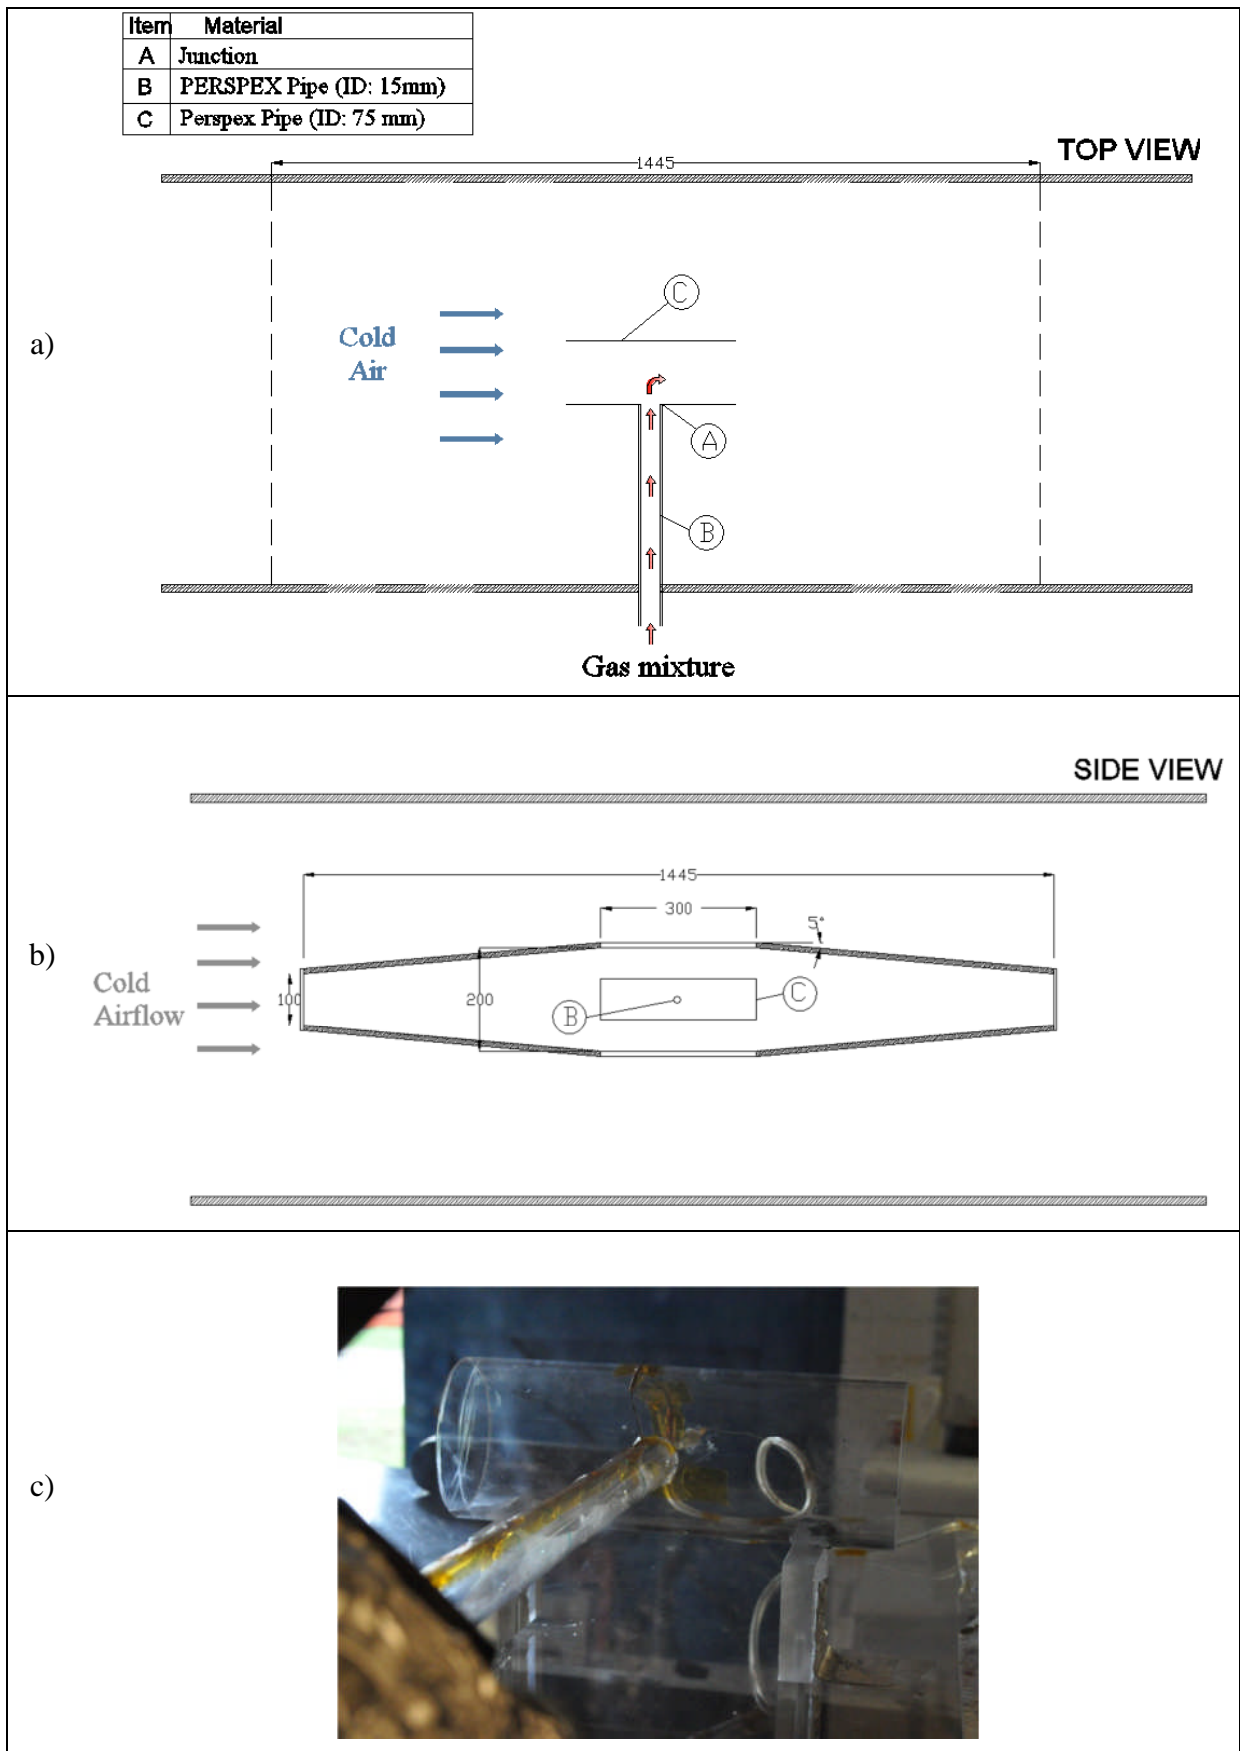 Item Material
A Junction
B PERSPEX Pipe (ID: 15mm)
C Perspex Pipe (ID: 75 mm)
TOP VIEW
1445
C
a)
Cold
Air
A
B
Gas mixture
SIDE VIEW
1445
300
5°
b)
Cold
Airflow
100
200
B
C
c)